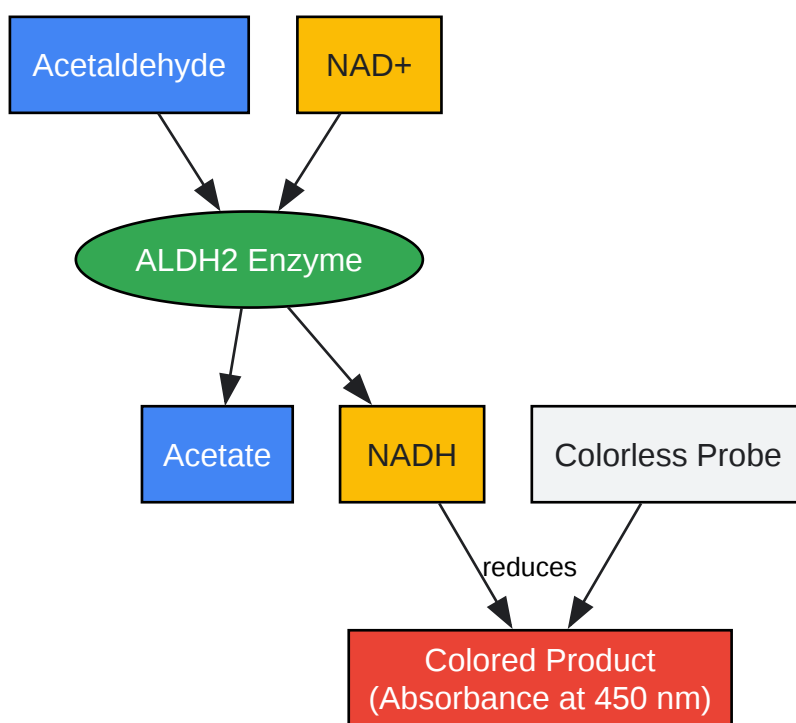 Acetaldehyde
NAD+
ALDH2 Enzyme
Acetate
NADH
Colorless Probe
reduces
Colored Product
(Absorbance at 450 nm)